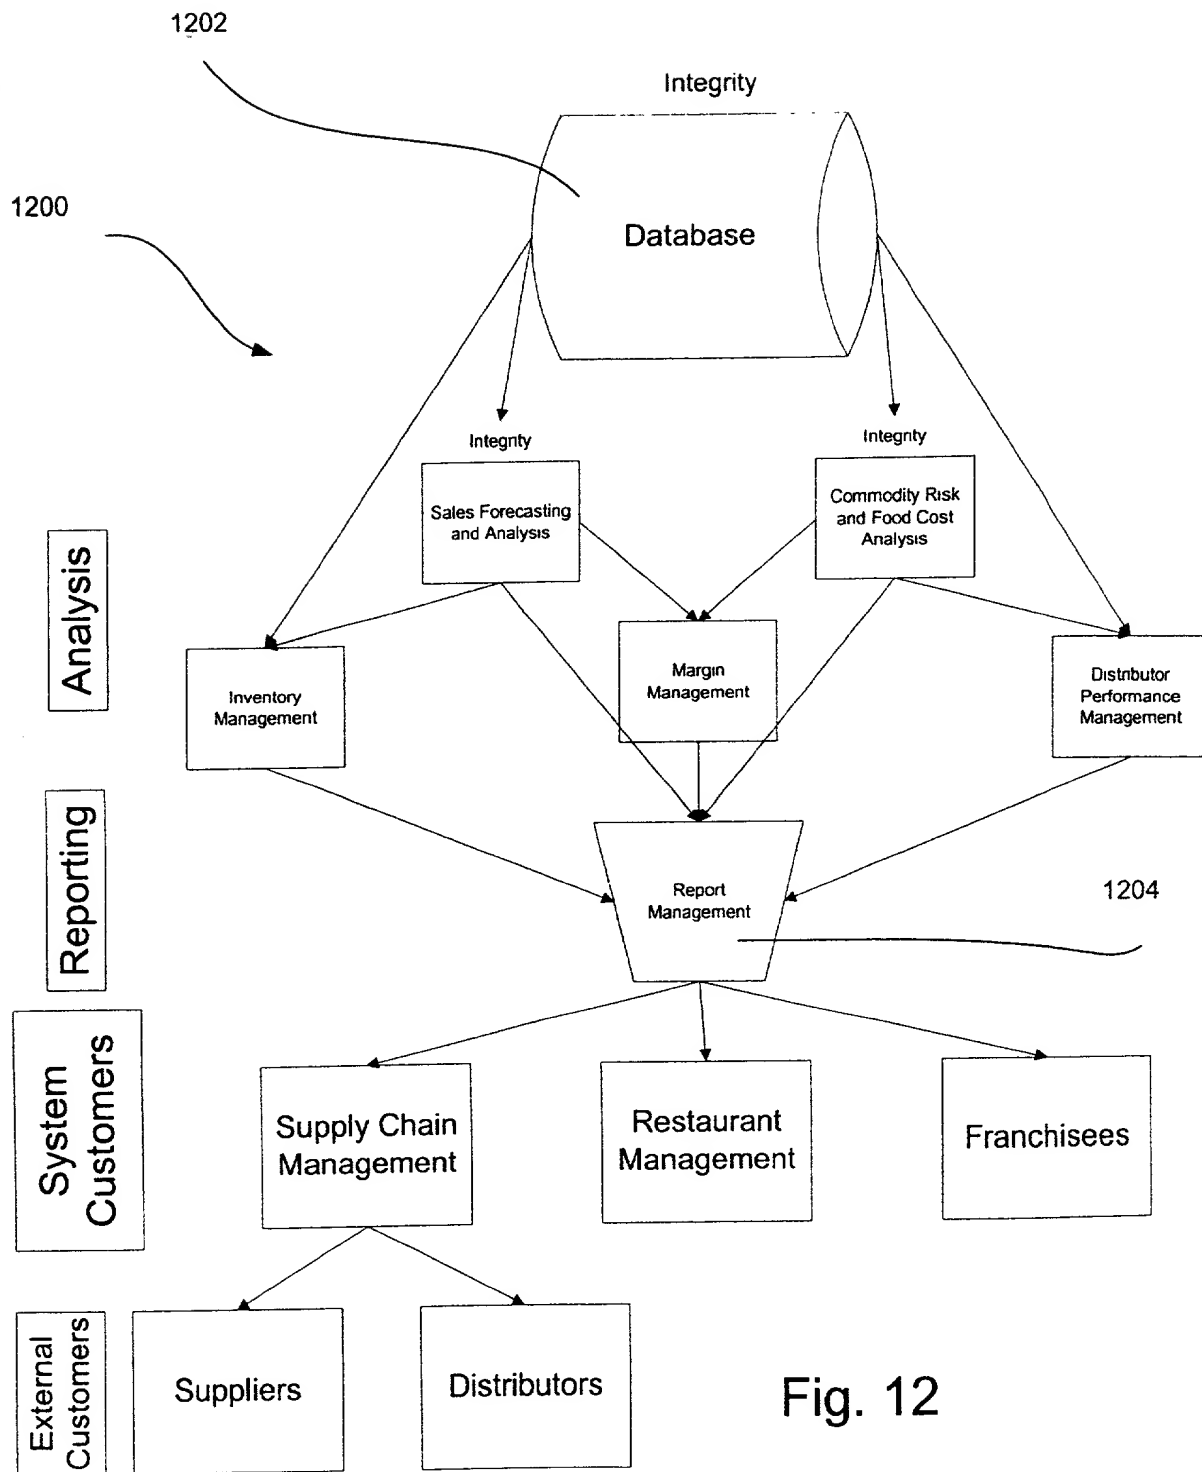 1202
Integrity
1200
Database
Integrity
Integrity
Sales Forecasting
and Analysis
Commodity Risk
and Food Cost
Analysis
Analysis
Inventory
Management
Margin
Management
Distributor
Performance
Management
Reporting
Report
Management
1204
System
Customers
Supply Chain
Management
Restaurant
Management
Franchisees
External
Customers
Suppliers
Distributors
Fig. 12